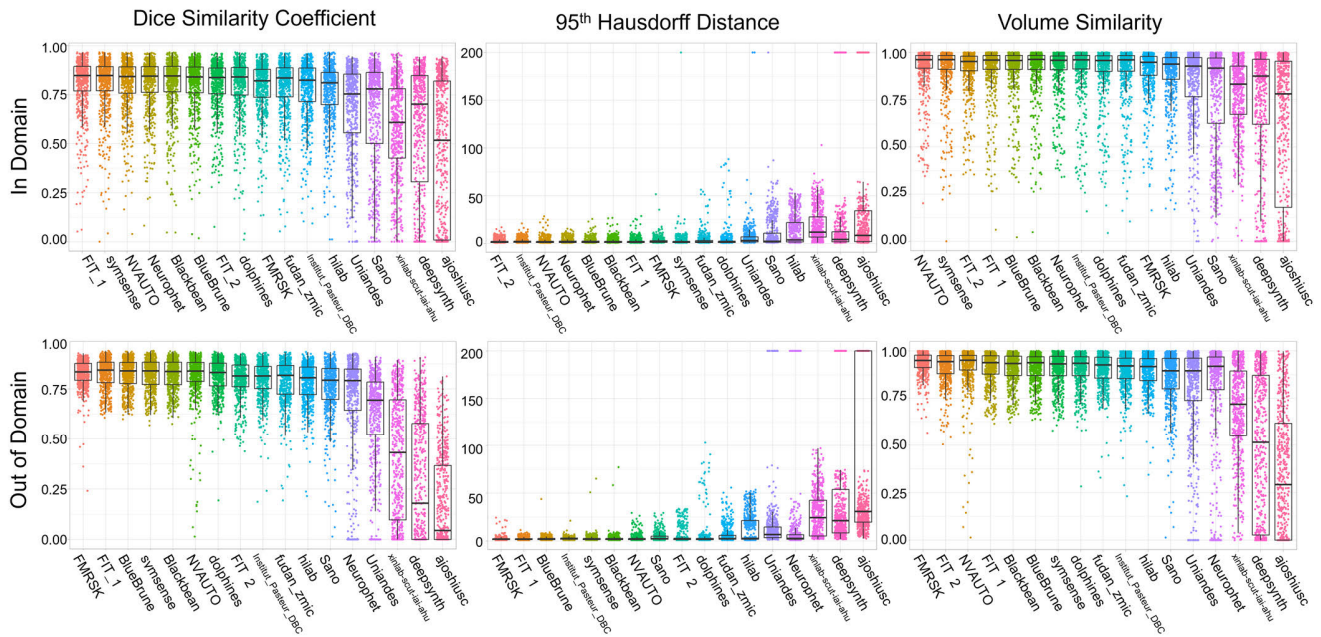 Dice Similarity Coefficient
95th Hausdorff Distance
Volume Similarity
In Domain
1.00
0.75
0.50
0.25
0.00
FIT_1
symsense
NVAUTO
Neurophet
Blackbean
BlueBrune
FIT_2
dolphines
FMRSK
fudan_zmic
Institut_Pasteur_DBC
hilab
Uniandes
Sano
xinlab-scut-iai-ahu
deepsynth
ajoshiusc
200
150
100
50
0
FIT_2
Institut_Pasteur_DBC
NVAUTO
Neurophet
BlueBrune
Blackbean
FIT_1
FMRSK
symsense
fudan_zmic
dolphines
Uniandes
Sano
hilab
xinlab-scut-iai-ahu
deepsynth
ajoshiusc
1.00
0.75
0.50
0.25
0.00
NVAUTO
symsense
FIT_2
FIT_1
BlueBrune
Blackbean
Neurophet
Institut_Pasteur_DBC
dolphines
fudan_zmic
FMRSK
hilab
Uniandes
Sano
xinlab-scut-iai-ahu
deepsynth
ajoshiusc
Out of Domain
1.00
0.75
0.50
0.25
0.00
FMRSK
FIT_1
BlueBrune
symsense
Blackbean
NVAUTO
dolphines
FIT_2
Institut_Pasteur_DBC
fudan_zmic
hilab
Sano
Neurophet
Uniandes
xinlab-scut-iai-ahu
deepsynth
ajoshiusc
200
150
100
50
0
FMRSK
FIT_1
BlueBrune
Institut_Pasteur_DBC
symsense
Blackbean
NVAUTO
Sano
FIT_2
dolphines
fudan_zmic
hilab
Uniandes
Neurophet
xinlab-scut-iai-ahu
deepsynth
ajoshiusc
1.00
0.75
0.50
0.25
0.00
FMRSK
FIT_2
NVAUTO
FIT_1
Blackbean
BlueBrune
symsense
dolphines
fudan_zmic
Institut_Pasteur_DBC
hilab
Sano
Uniandes
Neurophet
xinlab-scut-iai-ahu
deepsynth
ajoshiusc